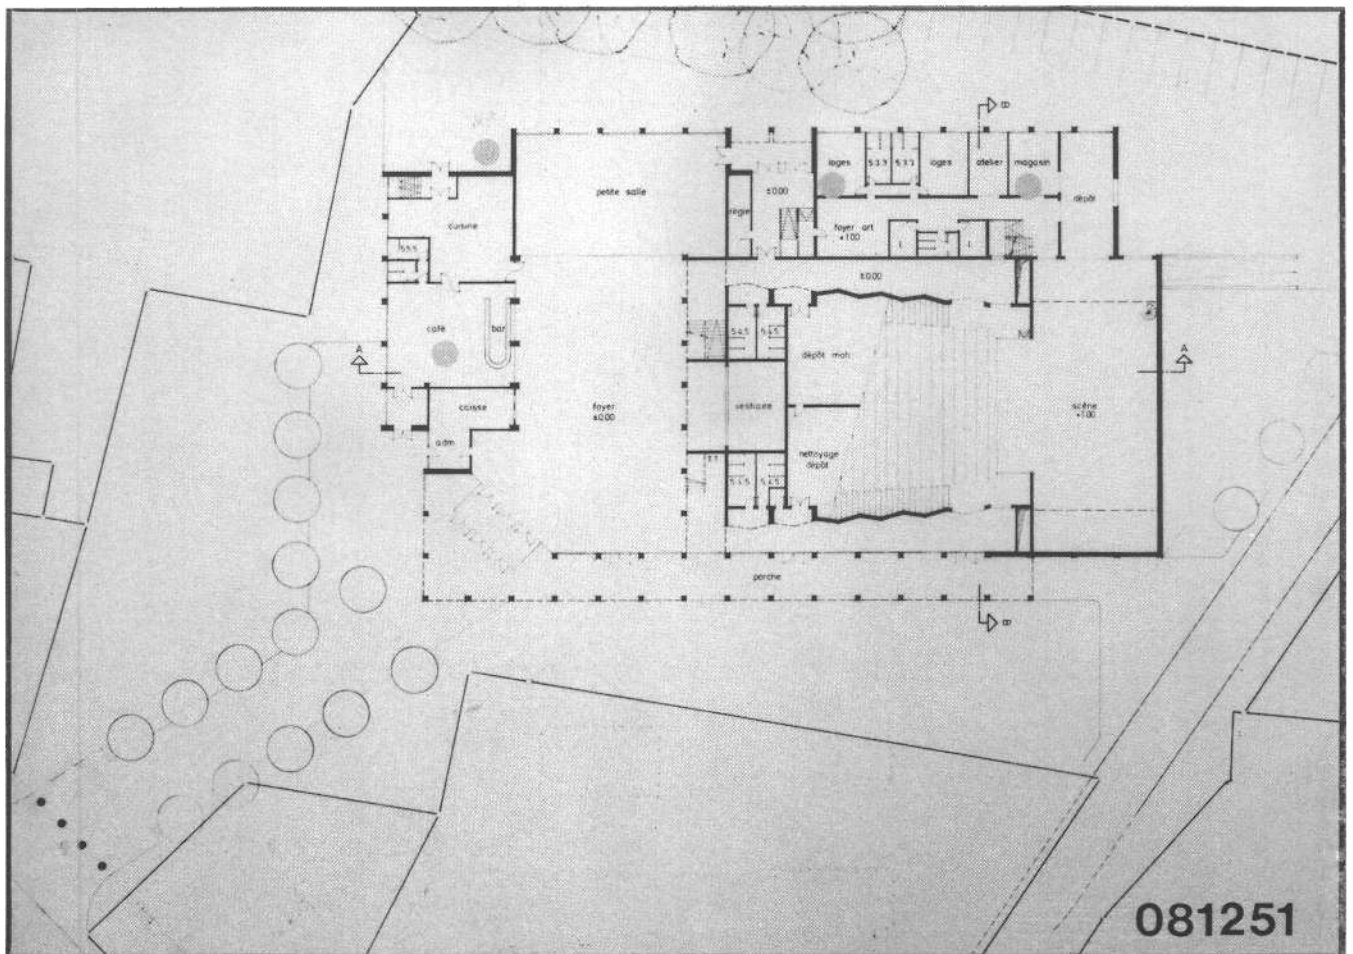 B
loges
loges
atelier
magasin
petite salle
±0.00
dépôt
régie
cuisine
foyer art
+1.00
±0.00
café
bar
A
dépôt mat.
A
caisse
foyer
±0.00
vestiaire
scène
+1.00
adm.
nettoyage
dépôt
porche
B
081251